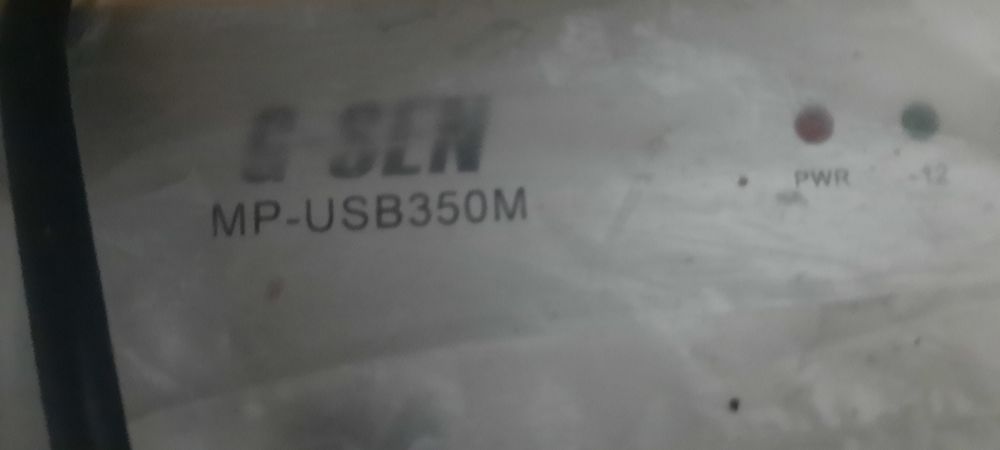 G-SEN
MP-USB350M
PWR
-12